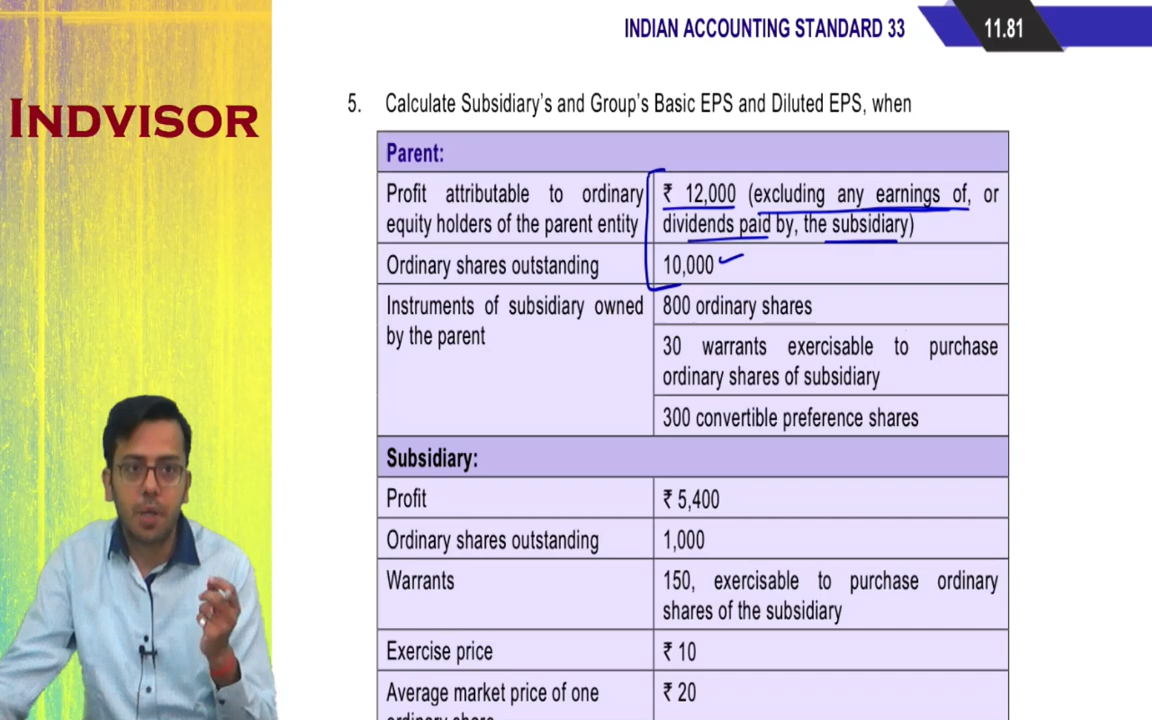 INDIAN ACCOUNTING STANDARD 33
11.81
INDVISOR
5. Calculate Subsidiary's and Group's Basic EPS and Diluted EPS, when
Parent:
Profit attributable to ordinary
equity holders of the parent entity
₹ 12,000 (excluding any earnings of, or
dividends paid by, the subsidiary)
Ordinary shares outstanding
10,000
Instruments of subsidiary owned
by the parent
800 ordinary shares
30 warrants exercisable to purchase
ordinary shares of subsidiary
300 convertible preference shares
Subsidiary:
Profit
₹ 5,400
Ordinary shares outstanding
1,000
Warrants
150, exercisable to purchase ordinary
shares of the subsidiary
Exercise price
₹ 10
Average market price of one
ordinary share
₹ 20